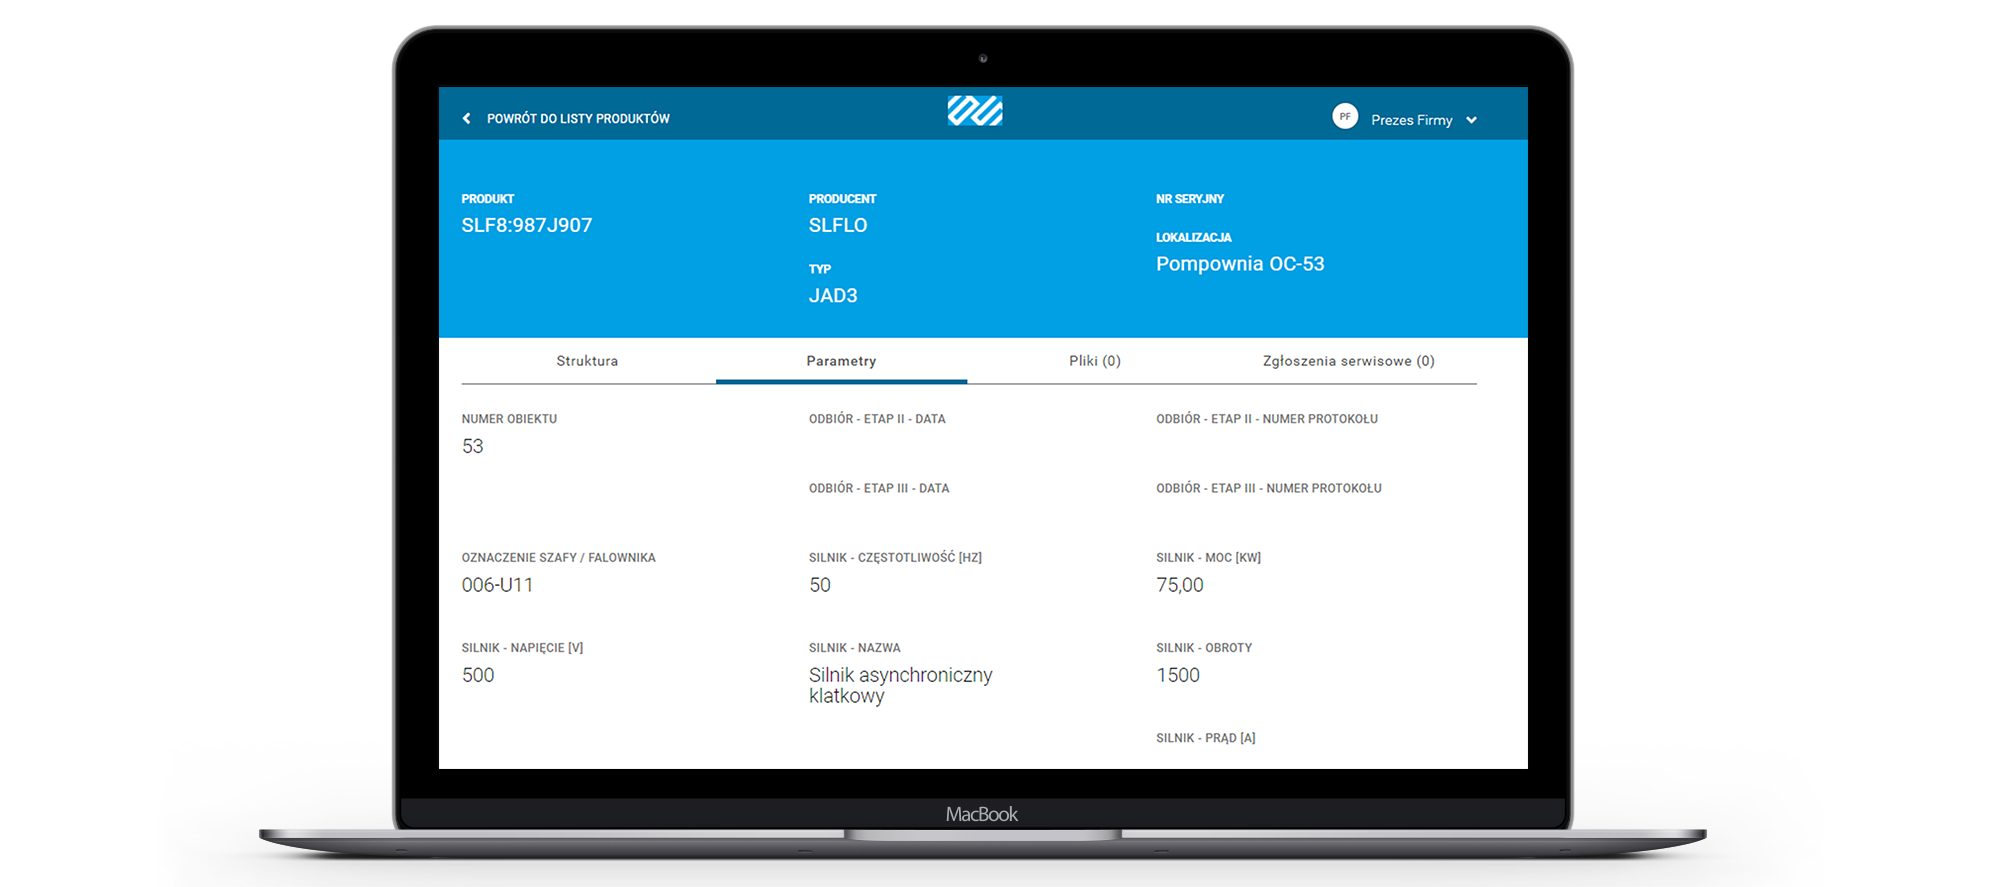 POWRÓT DO LISTY PRODUKTÓW
PF
Prezes Firmy
PRODUKT
SLF8:987J907
PRODUCENT
SLFLO
TYP
JAD3
NR SERYJNY
LOKALIZACJA
Pompownia OC-53
Struktura
Parametry
Pliki (0)
Zgłoszenia serwisowe (0)
NUMER OBIEKTU
53
ODBIÓR - ETAP II - DATA
ODBIÓR - ETAP II - NUMER PROTOKOŁU
ODBIÓR - ETAP III - DATA
ODBIÓR - ETAP III - NUMER PROTOKOŁU
OZNACZENIE SZAFY / FALOWNIKA
006-U11
SILNIK - CZĘSTOTLIWOŚĆ [HZ]
50
SILNIK - MOC [KW]
75,00
SILNIK - NAPIĘCIE [V]
500
SILNIK - NAZWA
Silnik asynchroniczny
klatkowy
SILNIK - OBROTY
1500
SILNIK - PRĄD [A]
MacBook